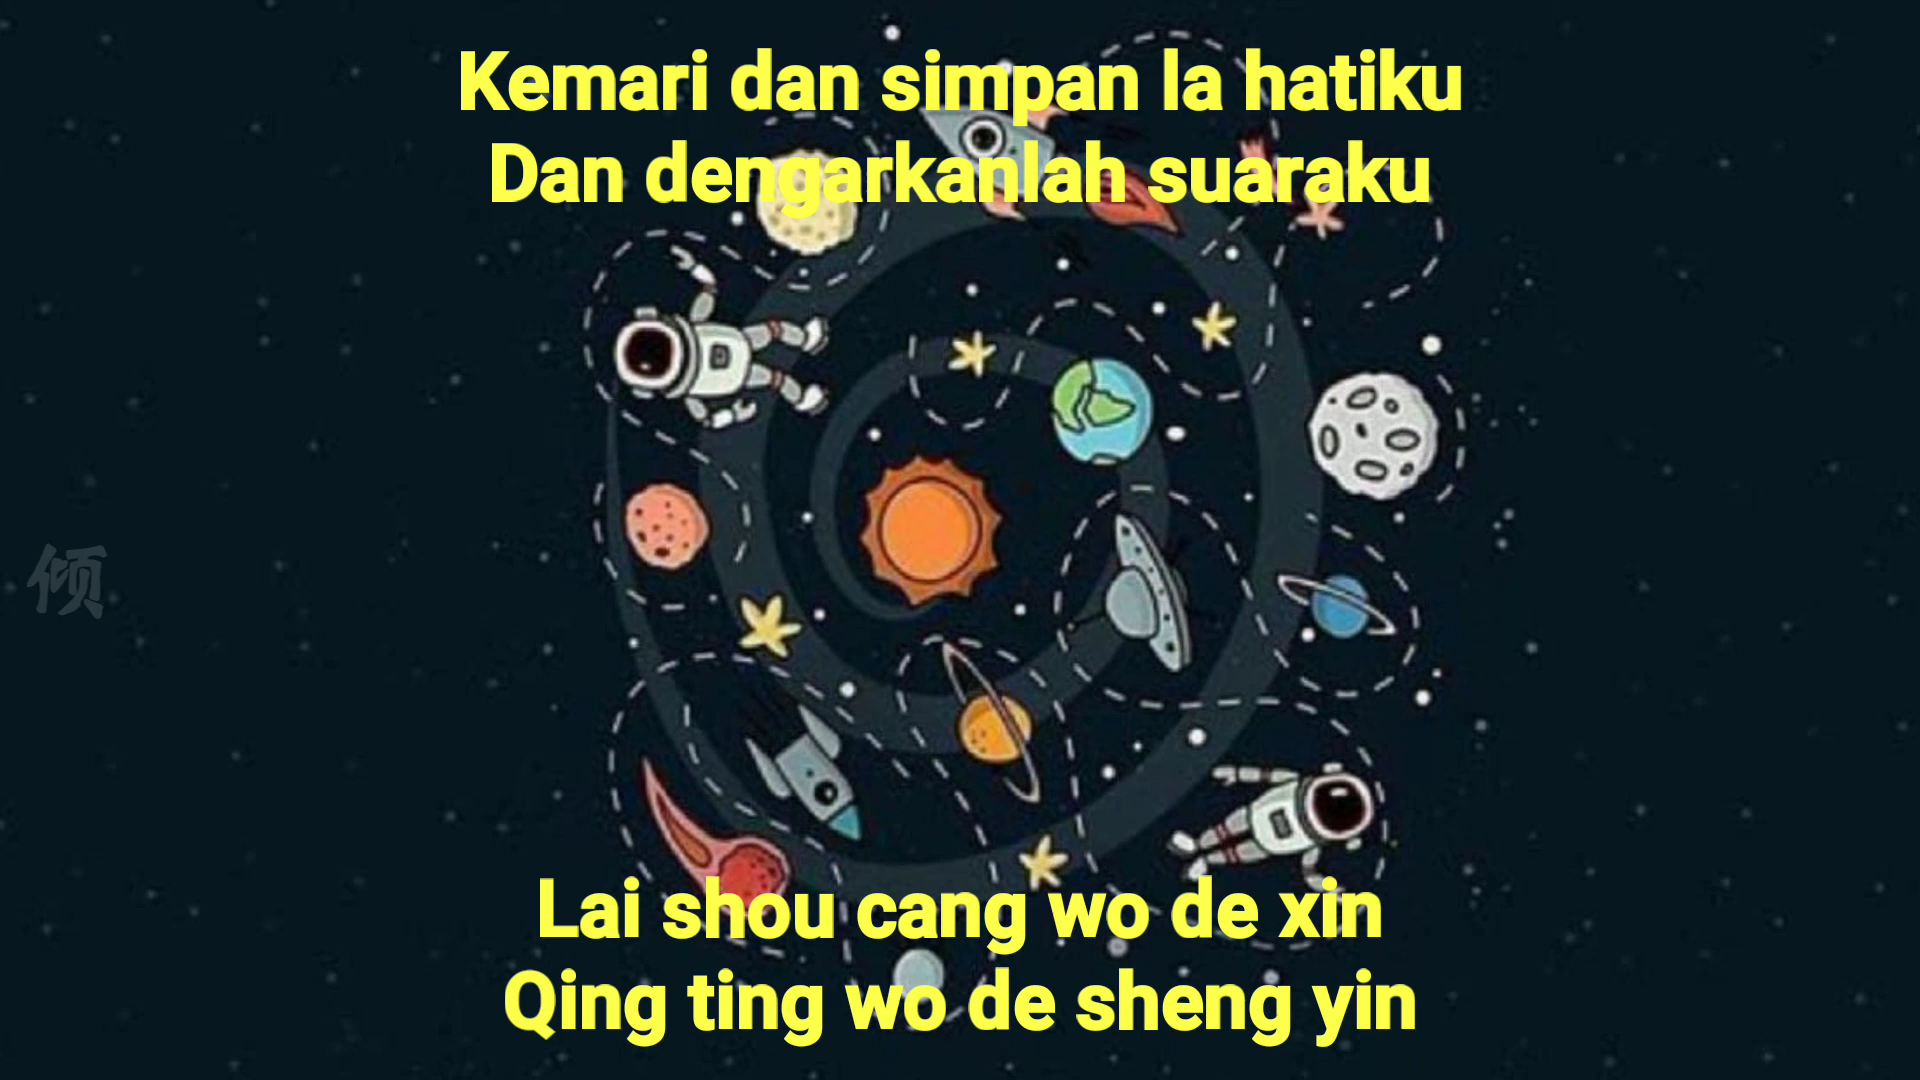 Kemari dan simpan la hatiku
Dan dengarkanlah suaraku
倾
Lai shou cang wo de xin
Qing ting wo de sheng yin